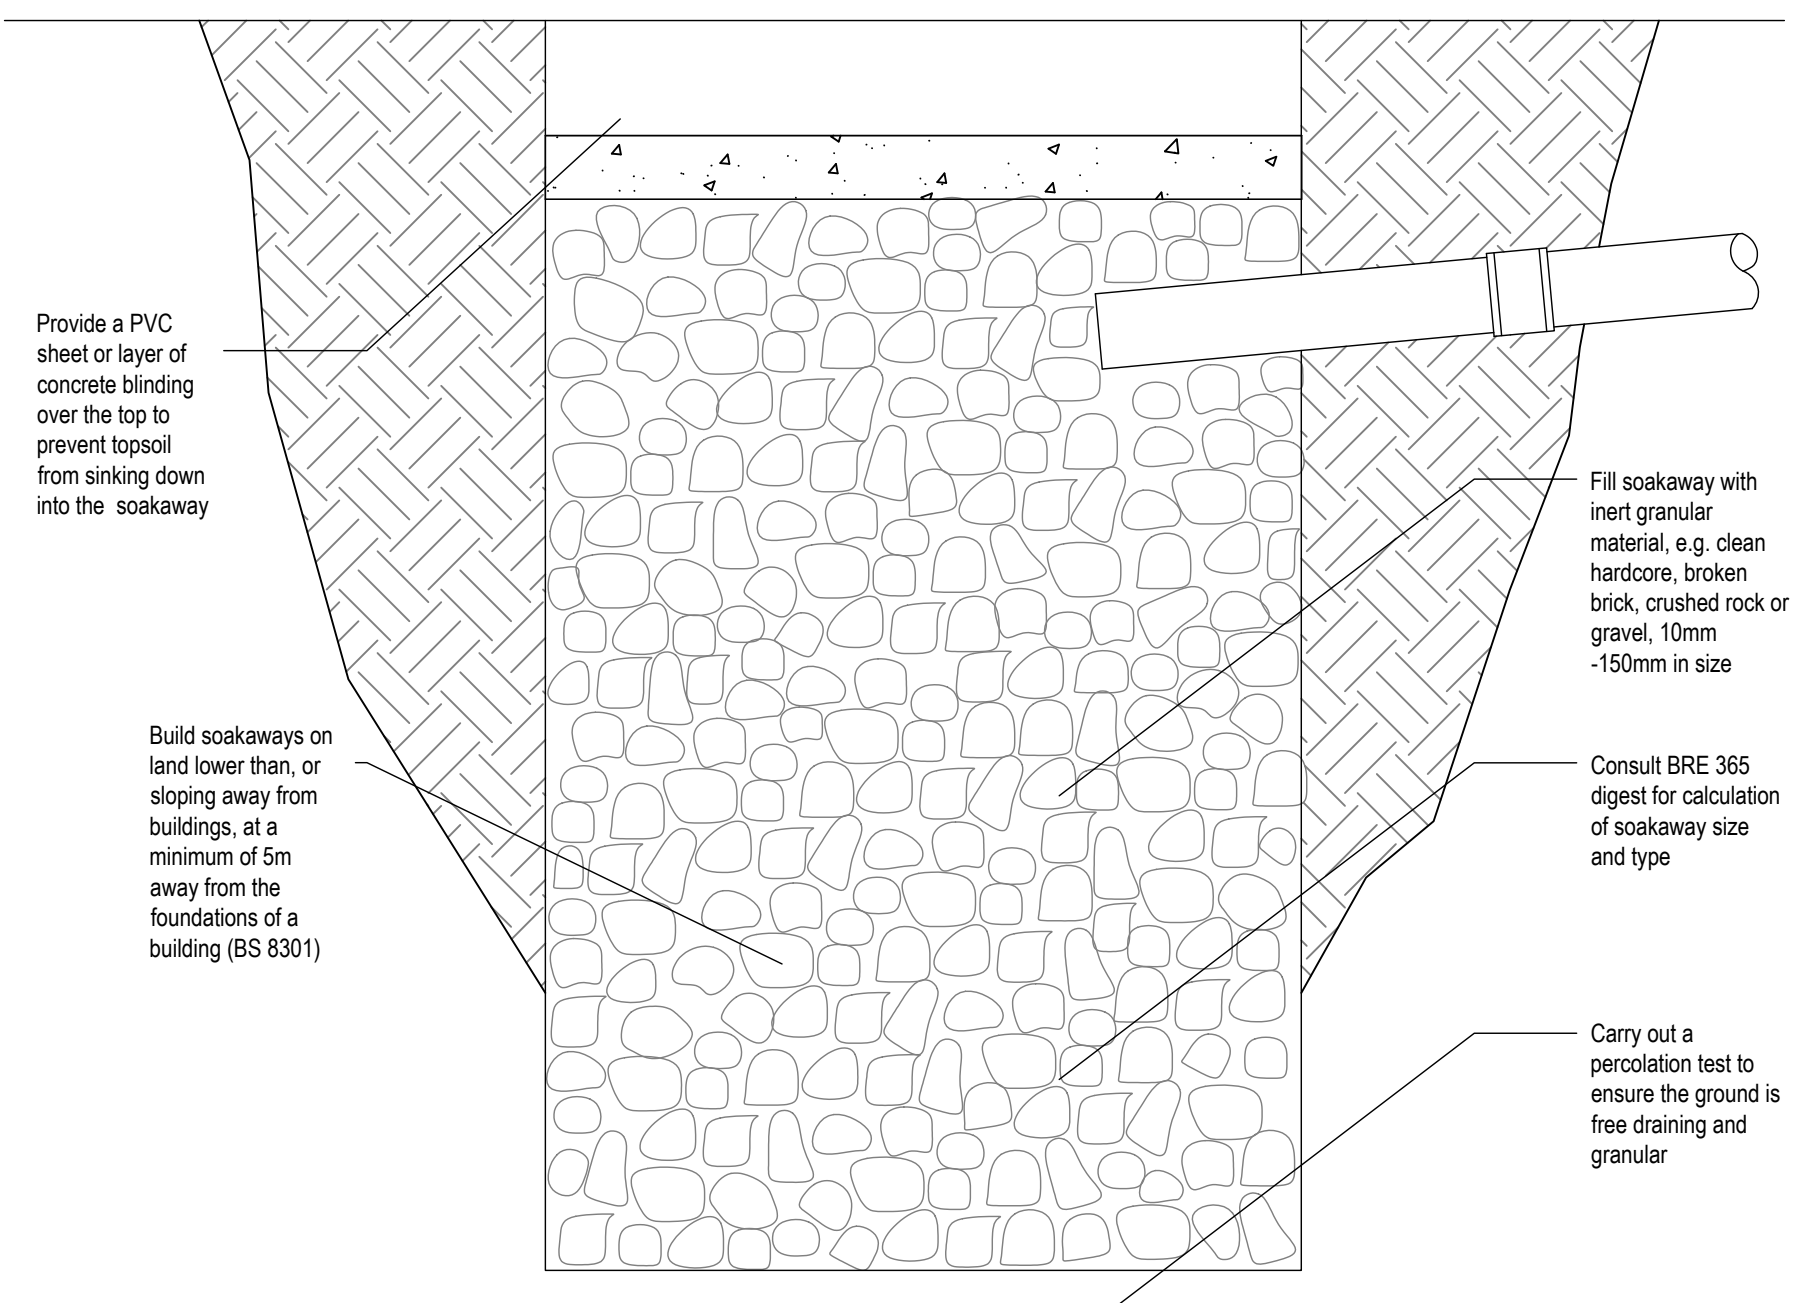 Provide a PVC
sheet or layer of
concrete blinding
over the top to
prevent topsoil
from sinking down
into the  soakaway
Build soakaways on
land lower than, or
sloping away from
buildings, at a
minimum of 5m
away from the
foundations of a
building (BS 8301)
Fill soakaway with
inert granular
material, e.g. clean
hardcore, broken
brick, crushed rock or
gravel, 10mm
-150mm in size
Consult BRE 365
digest for calculation
of soakaway size
and type
Carry out a
percolation test to
ensure the ground is
free draining and
granular